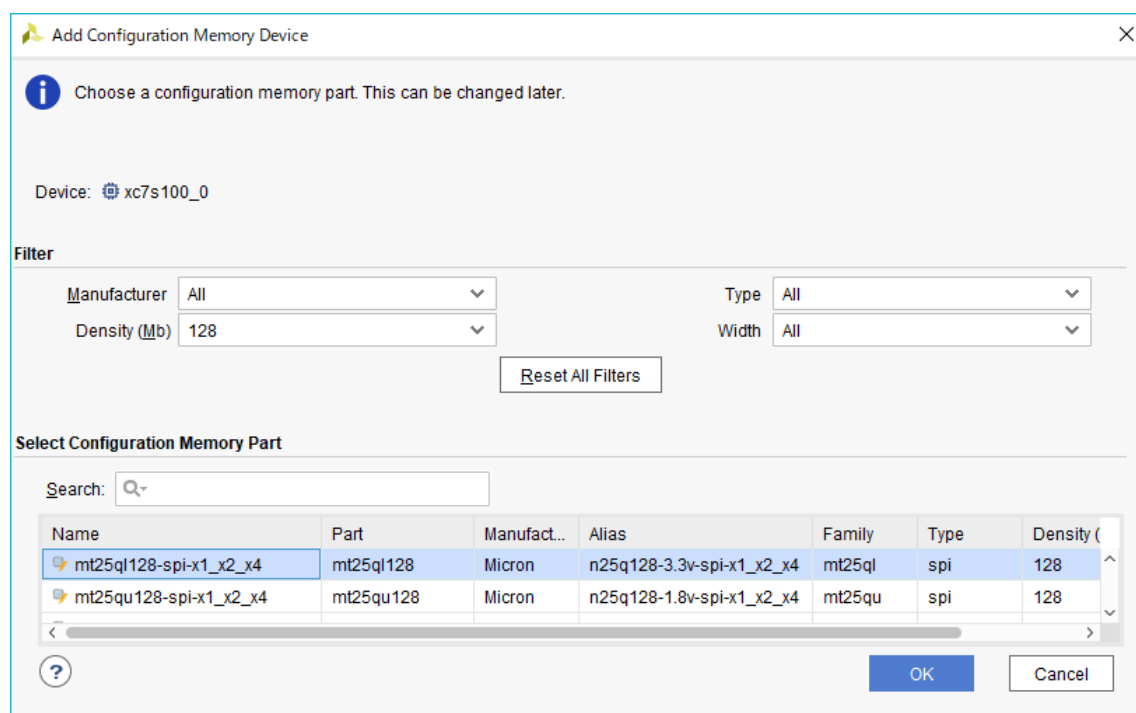 Add Configuration Memory Device
Choose a configuration memory part. This can be changed later.
Device: xc7s100_0
Filter
Manufacturer All Type All
Density (Mb) 128 Width All
Reset All Filters
Select Configuration Memory Part
Search:
Name Part Manufact... Alias Family Type Density (
mt25ql128-spi-x1_x2_x4 mt25ql128 Micron n25q128-3.3v-spi-x1_x2_x4 mt25ql spi 128
mt25qu128-spi-x1_x2_x4 mt25qu128 Micron n25q128-1.8v-spi-x1_x2_x4 mt25qu spi 128
? OK Cancel